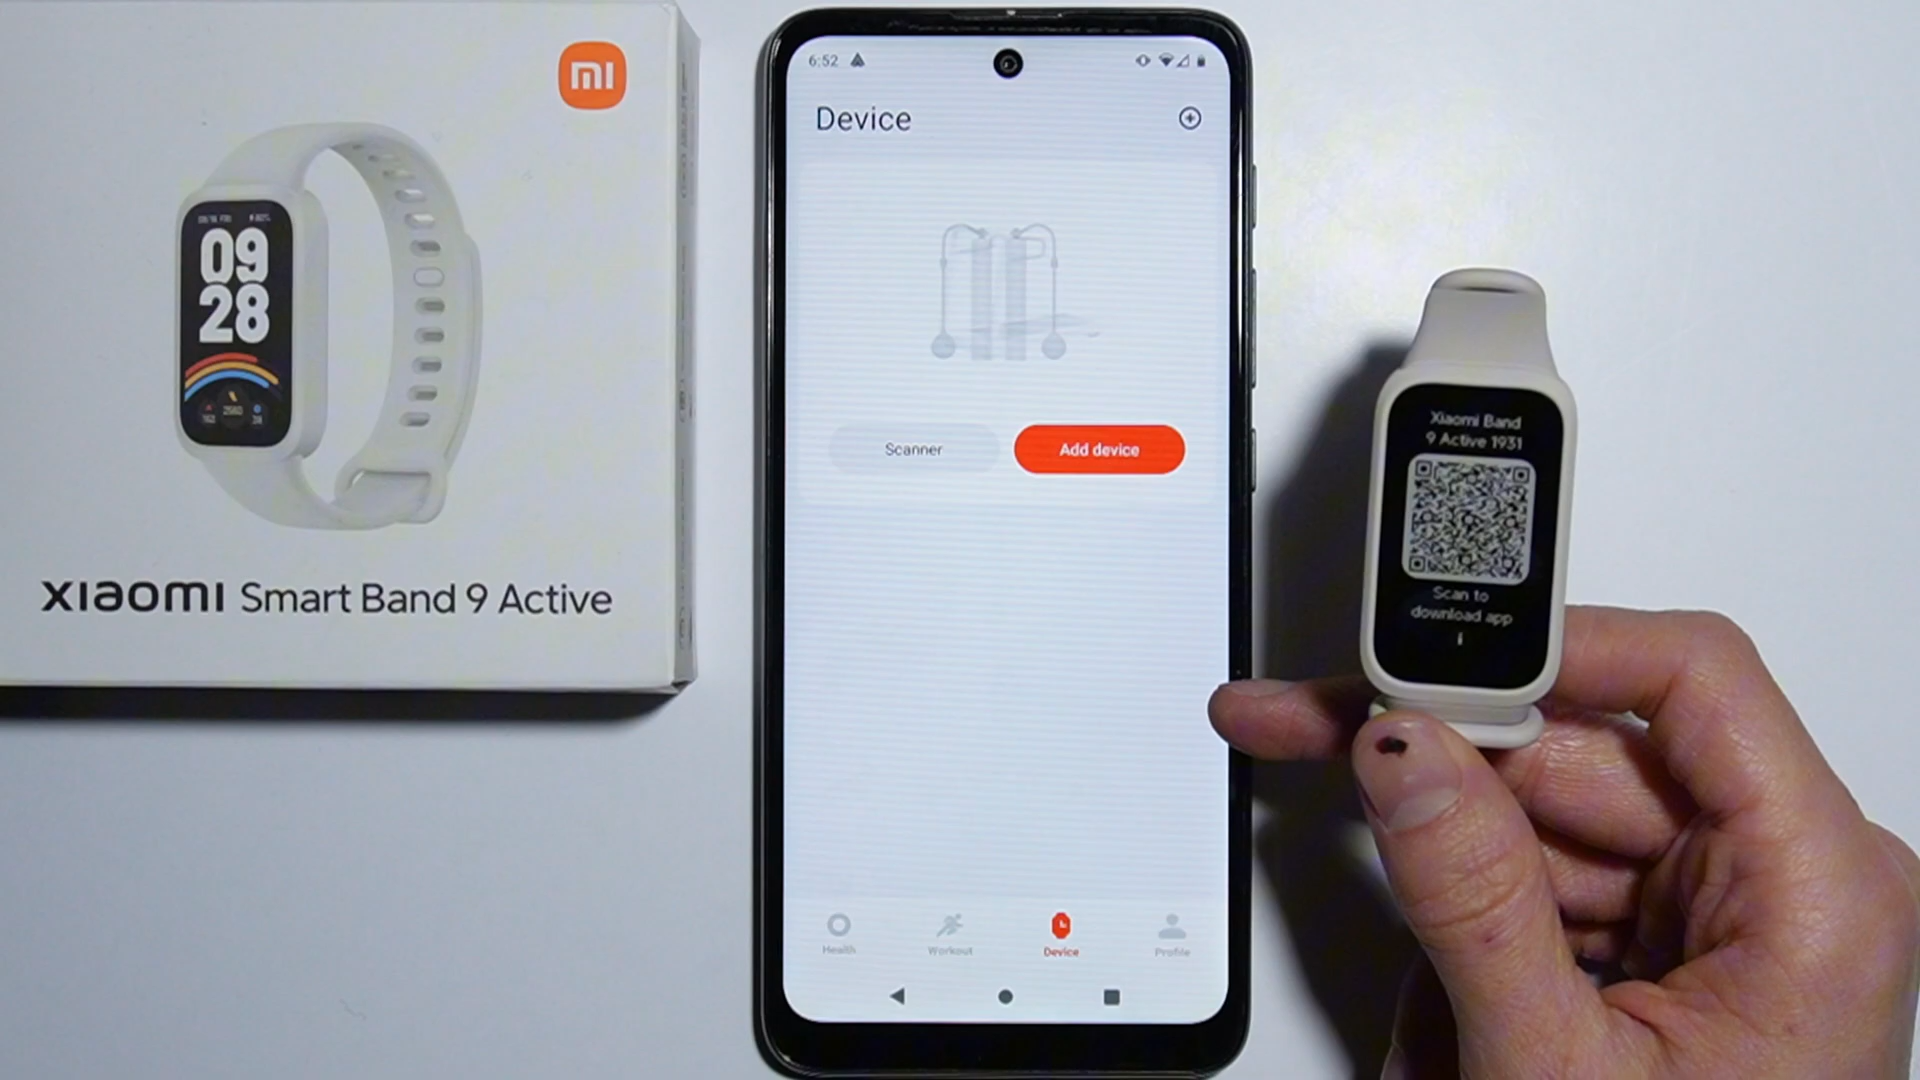 mi
09
28
xiaomi Smart Band 9 Active
6:52
Device
Scanner
Add device
Health
Workout
Device
Profile
Xiaomi Band
9 Active 1931
Scan to
download app